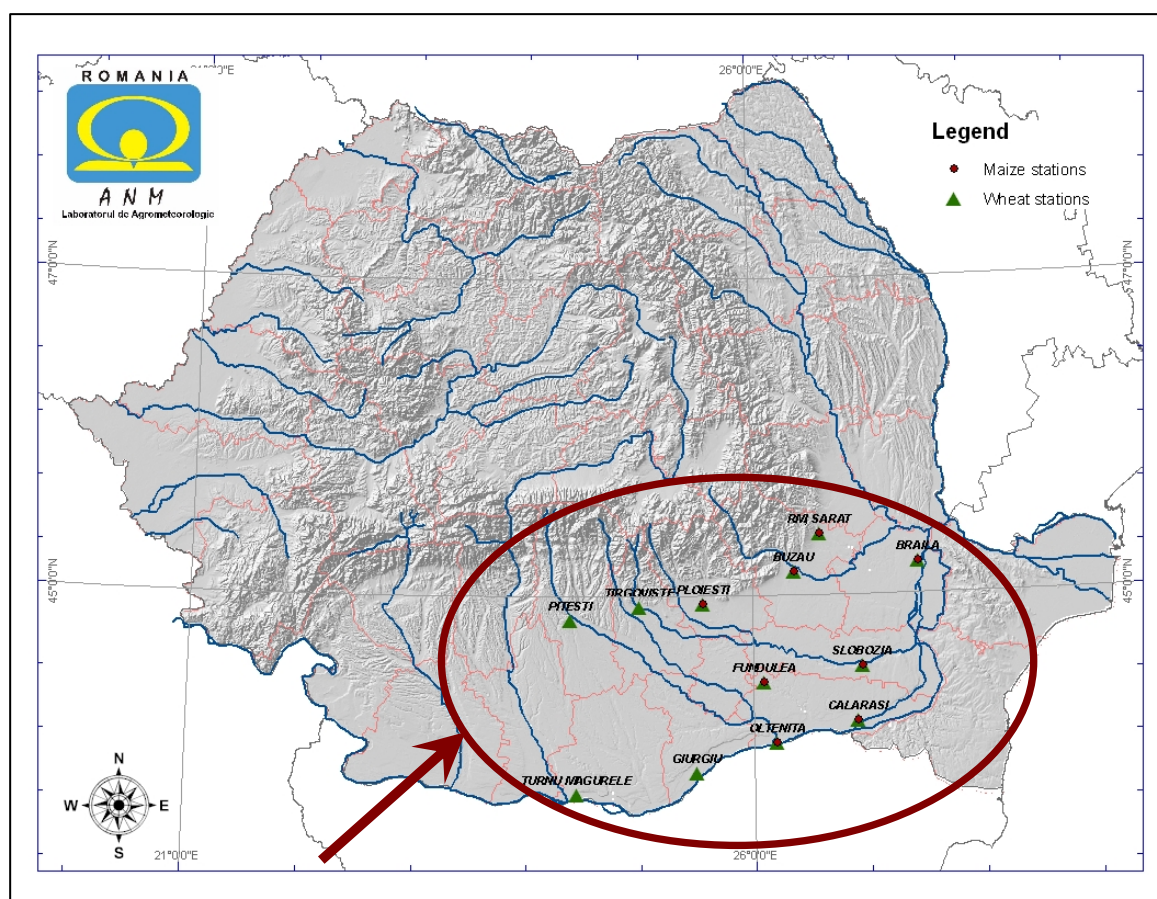 ROMANIA
ANM
Laboratorul de Agrometeorologic
26°0'0"E
Legend
Maize stations
Wheat stations
47°0'0"N
47°0'0"N
RM SARAT
BRAILA
BUZAU
45°0'0"N
45°0'0"N
TIRGOVISTE
PLOIESTI
PITESTI
SLOBOZIA
FUNDULEA
CALARASI
OLTENITA
GIURGIU
TURNU MAGURELE
N
W
E
S
21°0'0"E
26°0'0"E